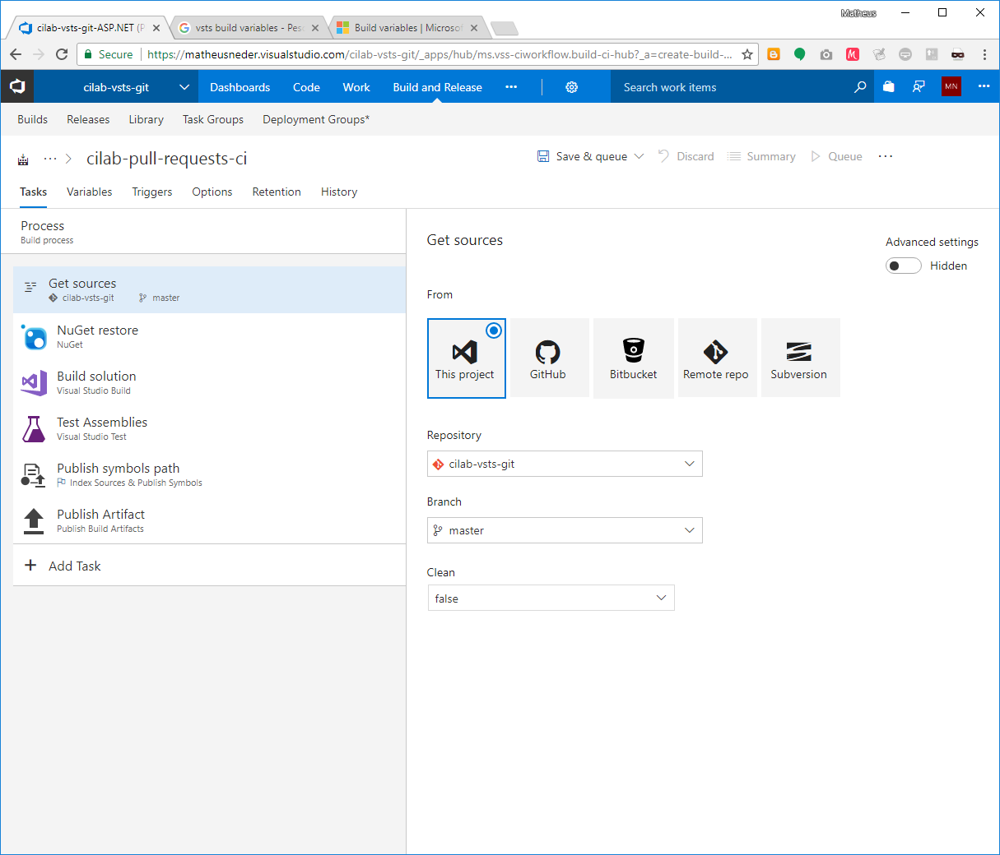 Matheus
cilab-vsts-git-ASP.NET (P
vsts build variables - Pes
Build variables | Microsof
Secure
https://matheusneder.visualstudio.com/cilab-vsts-git/_apps/hub/ms.vss-ciworkflow.build-ci-hub?_a=create-build-...
cilab-vsts-git
Dashboards
Code
Work
Build and Release
Search work items
MN
Builds
Releases
Library
Task Groups
Deployment Groups*
cilab-pull-requests-ci
Save & queue
Discard
Summary
Queue
Tasks
Variables
Triggers
Options
Retention
History
Process
Build process
Get sources
cilab-vsts-git
master
NuGet restore
NuGet
Build solution
Visual Studio Build
Test Assemblies
Visual Studio Test
Publish symbols path
Index Sources & Publish Symbols
Publish Artifact
Publish Build Artifacts
Add Task
Get sources
Advanced settings
Hidden
From
This project
GitHub
Bitbucket
Remote repo
Subversion
Repository
cilab-vsts-git
Branch
master
Clean
false